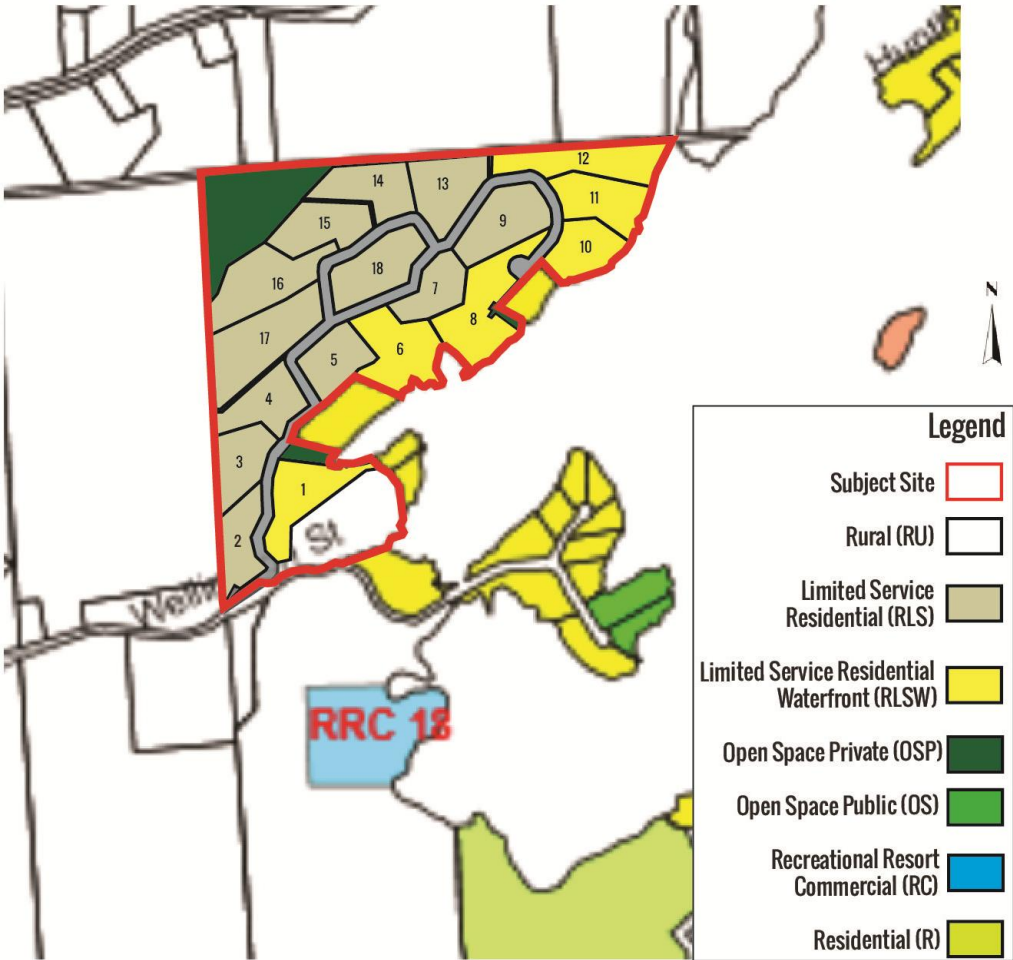 12
14
13
11
15
9
10
18
16
7
8
17
6
5
4
3
1
2
St
RRC 18
N
Legend
Subject Site
Rural (RU)
Limited Service
Residential (RLS)
Limited Service Residential
Waterfront (RLSW)
Open Space Private (OSP)
Open Space Public (OS)
Recreational Resort
Commercial (RC)
Residential (R)